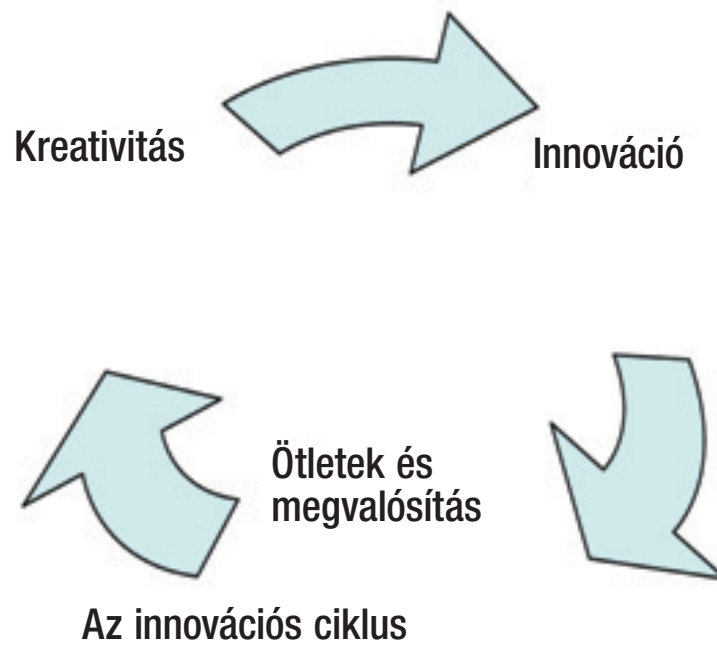 Kreativitás
Innováció
Ötletek és
megvalósítás
Az innovációs ciklus